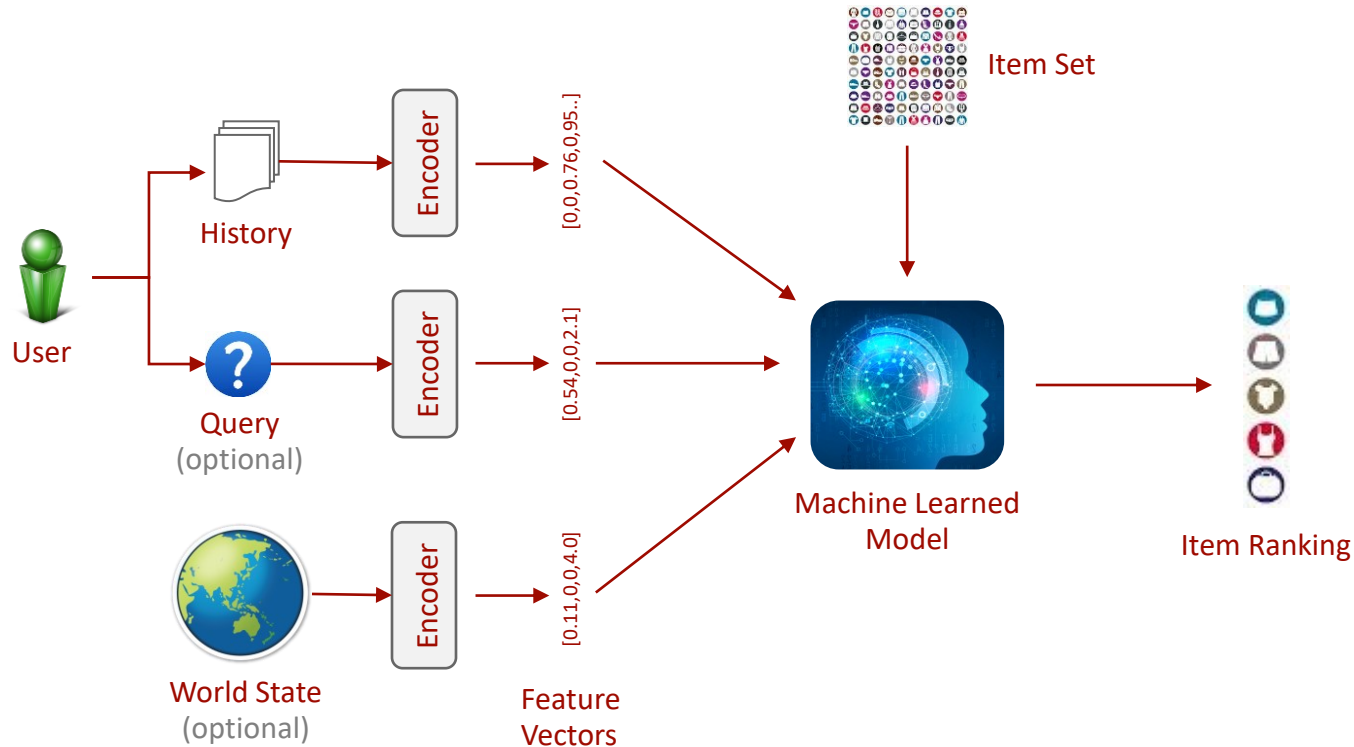 Item Set
Encoder
[0,0,0.76,0,95..]
History
User
?
Encoder
[0.54,0,0,2.1]
Query
(optional)
Machine Learned
Model
Item Ranking
Encoder
[0.11,0,0,4.0]
World State
(optional)
Feature
Vectors